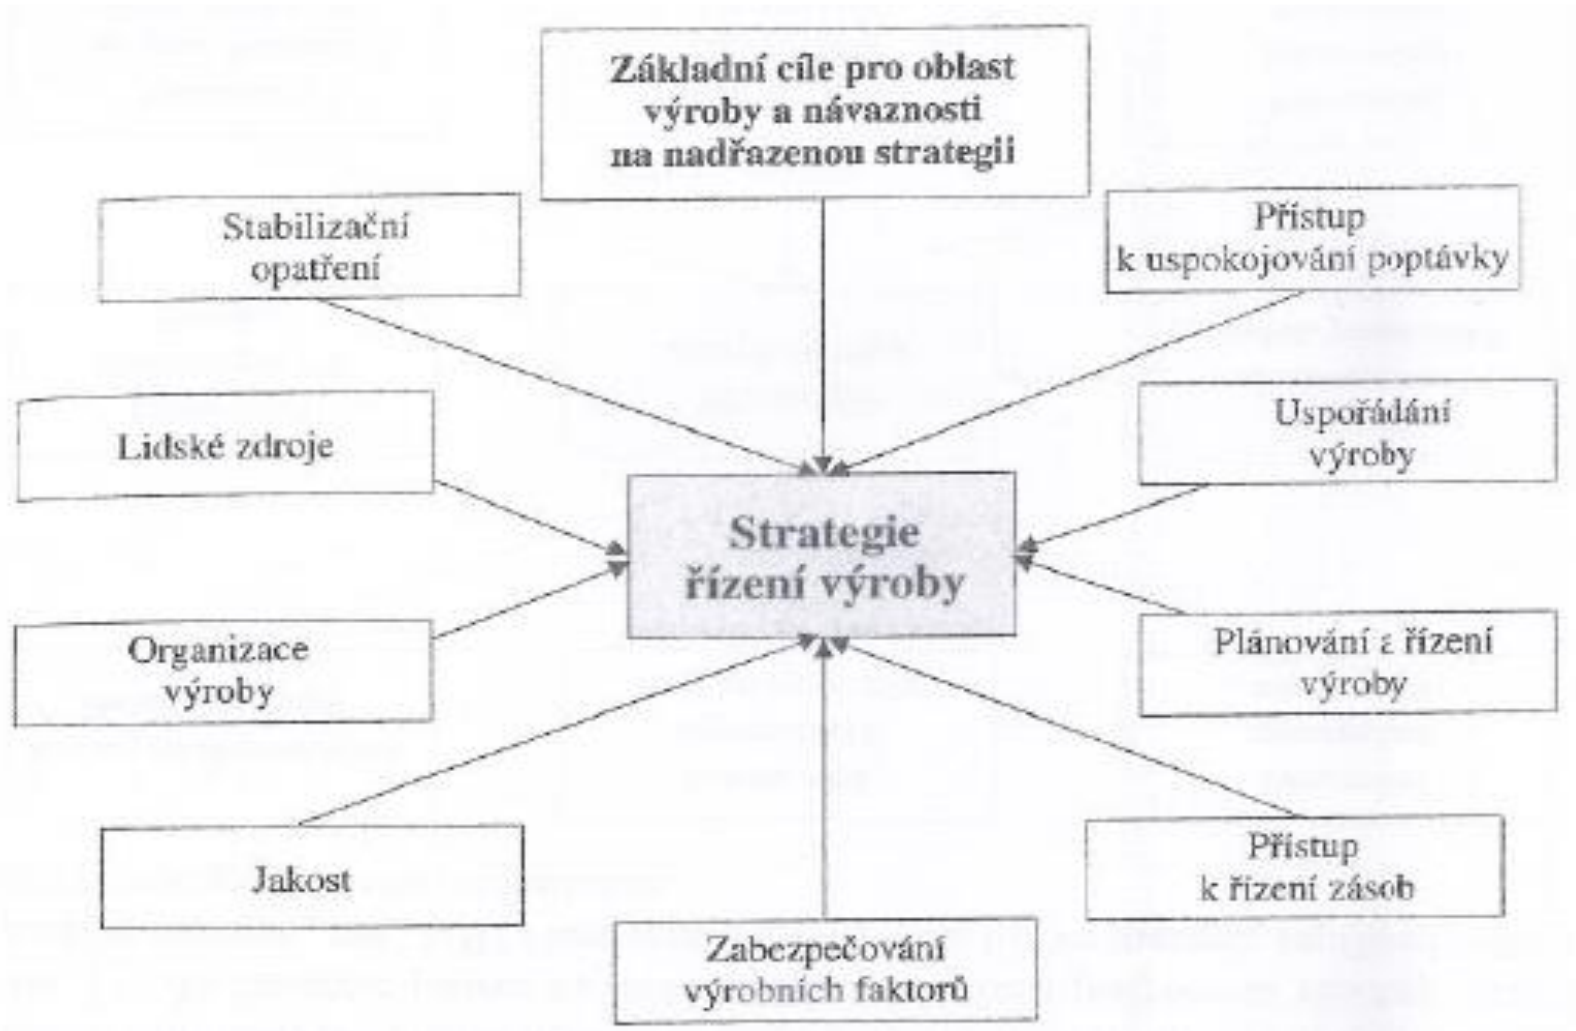 Základní cíle pro oblast
výroby a návaznosti
na nadřazenou strategii
Stabilizační
opatření
Přístup
k uspokojování poptávky
Lidské zdroje
Uspořádání
výroby
Strategie
řízení výroby
Organizace
výroby
Plánování a řízení
výroby
Jakost
Přístup
k řízení zásob
Zabezpečování
výrobních faktorů